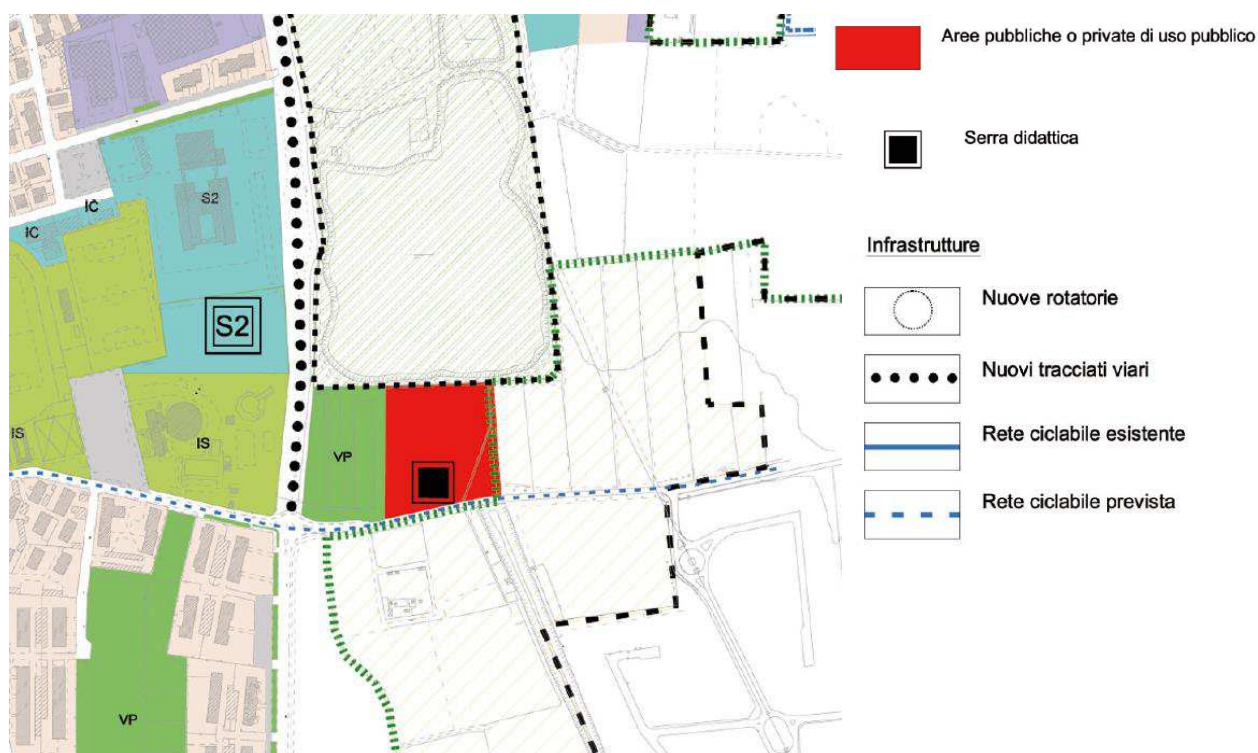 Aree pubbliche o private di uso pubblico
Serra didattica
Infrastrutture
Nuove rotatorie
Nuovi tracciati viari
Rete ciclabile esistente
Rete ciclabile prevista
IC
S2
IC
S2
IS
IS
VP
VP